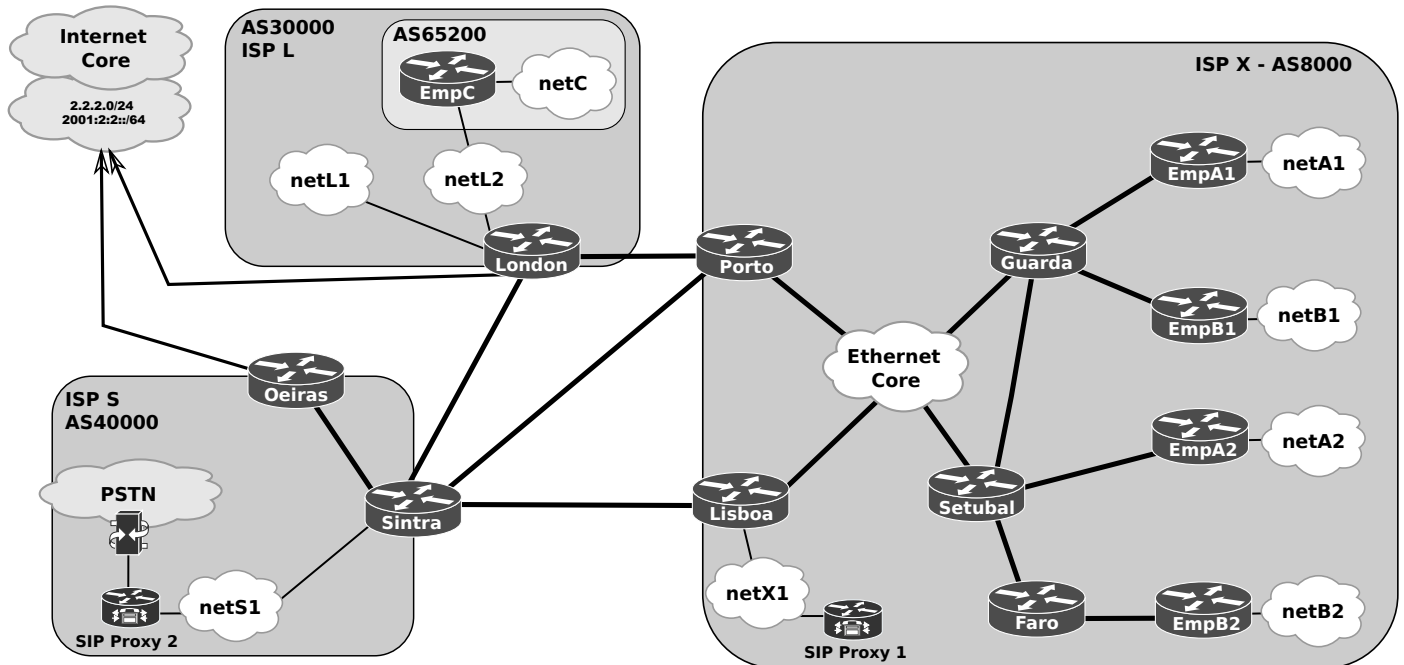 Internet
Core
2.2.2.0/24
2001:2:2::/64
AS30000
ISP L
AS65200
EmpC
netC
netL1
netL2
London
ISP X - AS8000
Porto
Guarda
EmpA1
netA1
EmpB1
netB1
Ethernet
Core
Oeiras
ISP S
AS40000
PSTN
Sintra
netS1
SIP Proxy 2
Lisboa
netX1
SIP Proxy 1
Setubal
EmpA2
netA2
Faro
EmpB2
netB2